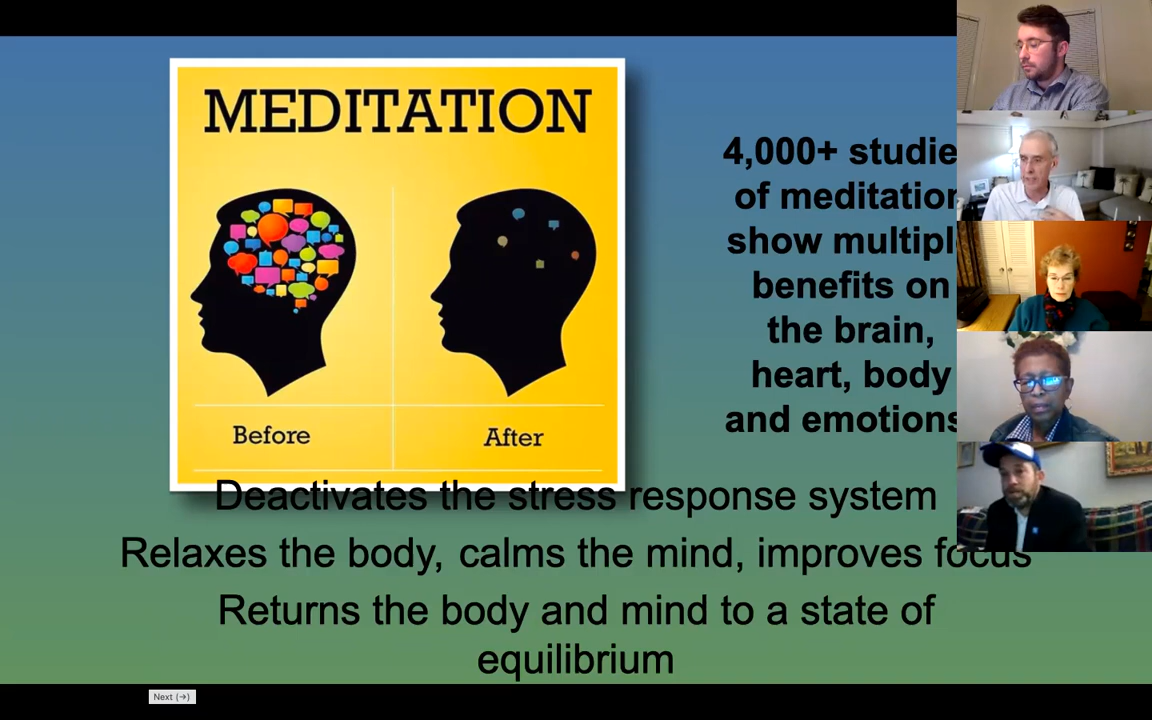 MEDITATION
Before
After
4,000+ studie
of meditation
show multipl
benefits on
the brain,
heart, body
and emotions
Deactivates the stress response system
Relaxes the body, calms the mind, improves focus
Returns the body and mind to a state of
equilibrium
Next (→)